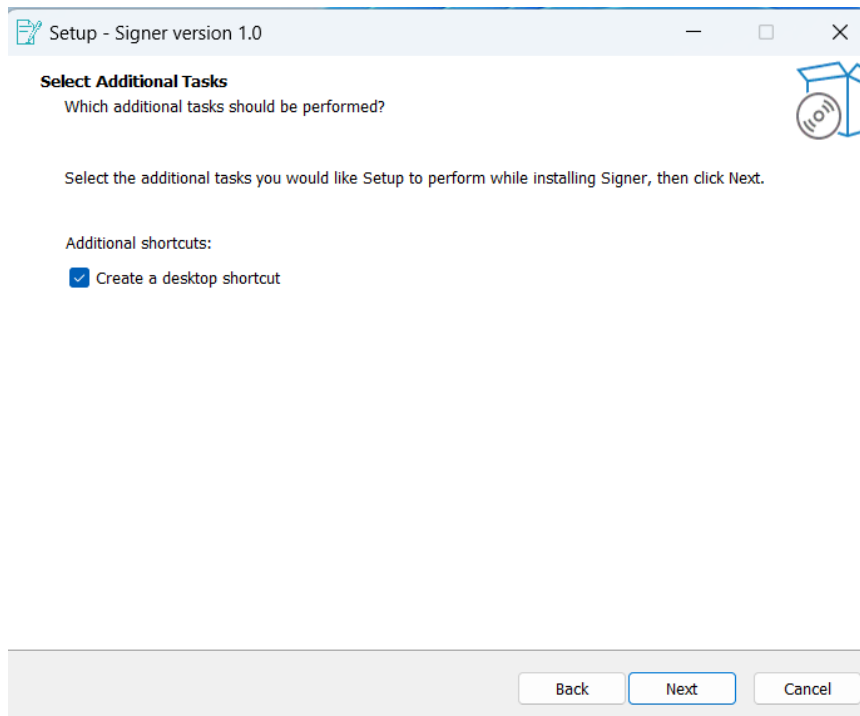 Setup - Signer version 1.0
Select Additional Tasks
Which additional tasks should be performed?
Select the additional tasks you would like Setup to perform while installing Signer, then click Next.
Additional shortcuts:
Create a desktop shortcut
Back Next Cancel